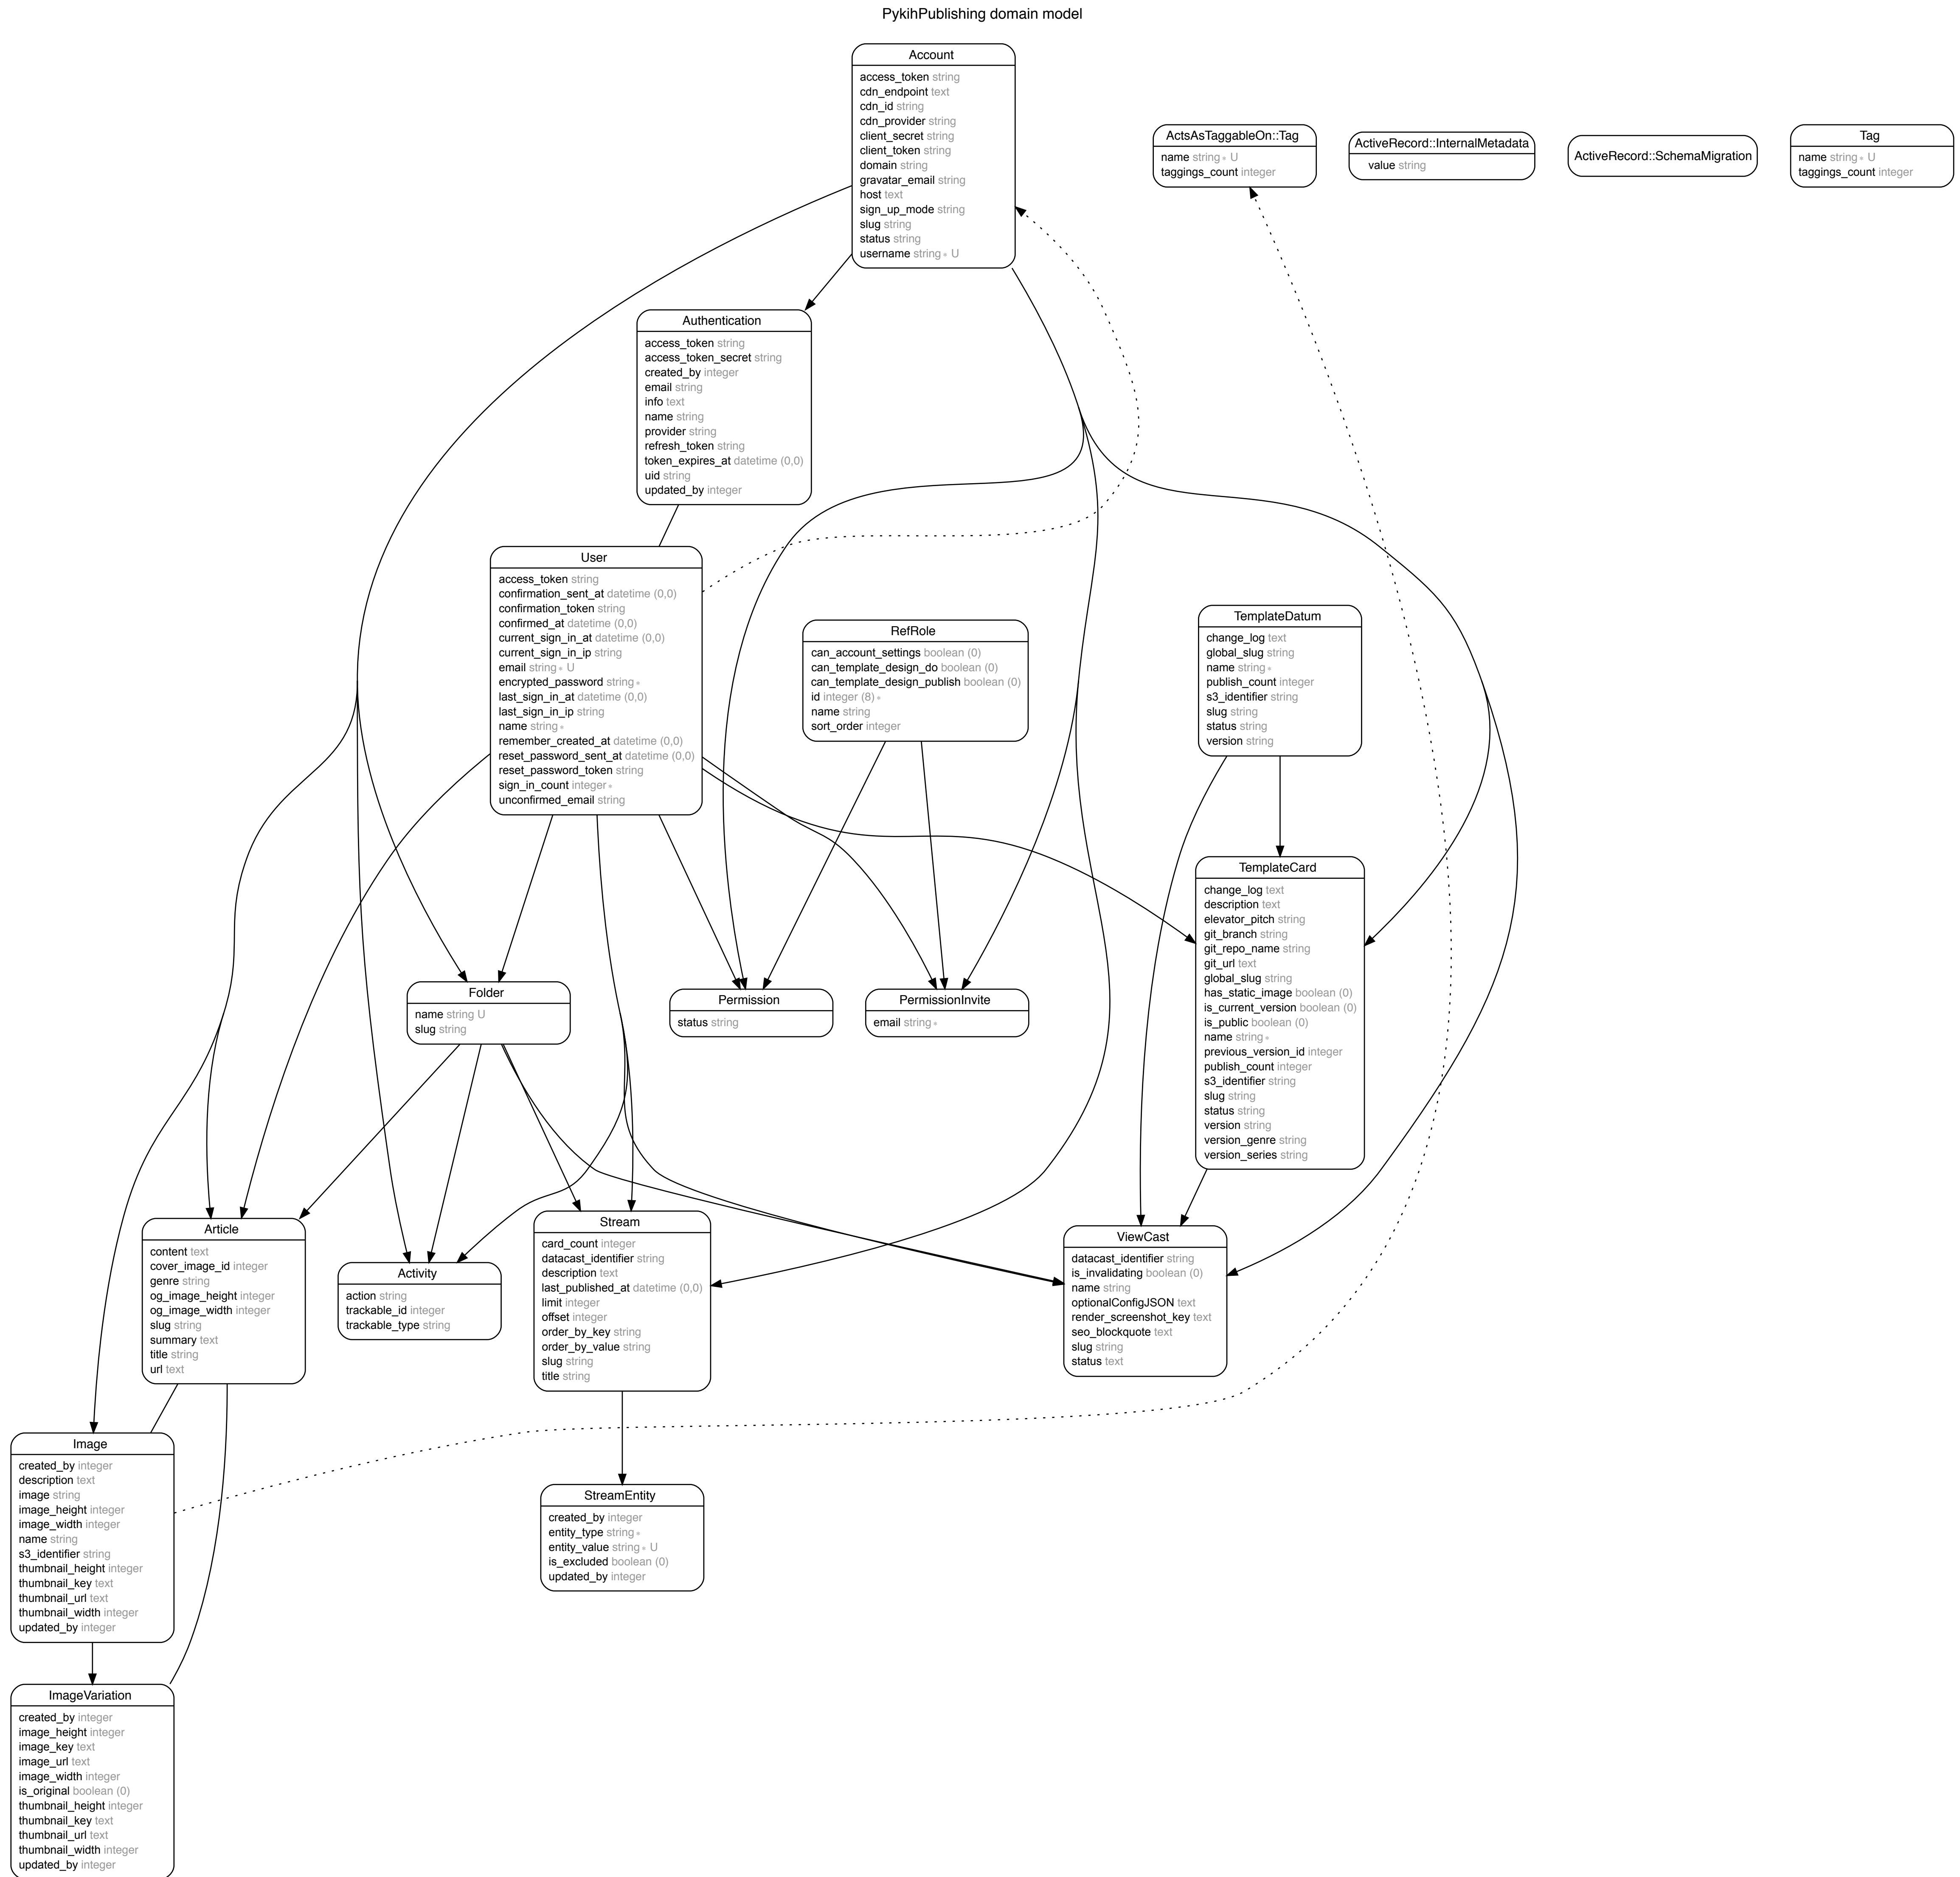 PykihPublishing domain model
Account
access_token string
cdn_endpoint text
cdn_id string
cdn_provider string
client_secret string
client_token string
domain string
gravatar_email string
host text
sign_up_mode string
slug string
status string
username string∗ U
ActsAsTaggableOn::Tag
name string∗ U
taggings_count integer
ActiveRecord::InternalMetadata
value string
ActiveRecord::SchemaMigration
Tag
name string∗ U
taggings_count integer
Authentication
access_token string
access_token_secret string
created_by integer
email string
info text
name string
provider string
refresh_token string
token_expires_at datetime (0,0)
uid string
updated_by integer
User
access_token string
confirmation_sent_at datetime (0,0)
confirmation_token string
confirmed_at datetime (0,0)
current_sign_in_at datetime (0,0)
current_sign_in_ip string
email string∗ U
encrypted_password string∗
last_sign_in_at datetime (0,0)
last_sign_in_ip string
name string∗
remember_created_at datetime (0,0)
reset_password_sent_at datetime (0,0)
reset_password_token string
sign_in_count integer∗
unconfirmed_email string
RefRole
can_account_settings boolean (0)
can_template_design_do boolean (0)
can_template_design_publish boolean (0)
id integer (8)∗
name string
sort_order integer
TemplateDatum
change_log text
global_slug string
name string∗
publish_count integer
s3_identifier string
slug string
status string
version string
TemplateCard
change_log text
description text
elevator_pitch string
git_branch string
git_repo_name string
git_url text
global_slug string
has_static_image boolean (0)
is_current_version boolean (0)
is_public boolean (0)
name string∗
previous_version_id integer
publish_count integer
s3_identifier string
slug string
status string
version string
version_genre string
version_series string
Folder
name string U
slug string
Permission
status string
PermissionInvite
email string∗
Article
content text
cover_image_id integer
genre string
og_image_height integer
og_image_width integer
slug string
summary text
title string
url text
Activity
action string
trackable_id integer
trackable_type string
Stream
card_count integer
datacast_identifier string
description text
last_published_at datetime (0,0)
limit integer
offset integer
order_by_key string
order_by_value string
slug string
title string
ViewCast
datacast_identifier string
is_invalidating boolean (0)
name string
optionalConfigJSON text
render_screenshot_key text
seo_blockquote text
slug string
status text
Image
created_by integer
description text
image string
image_height integer
image_width integer
name string
s3_identifier string
thumbnail_height integer
thumbnail_key text
thumbnail_url text
thumbnail_width integer
updated_by integer
StreamEntity
created_by integer
entity_type string∗
entity_value string∗ U
is_excluded boolean (0)
updated_by integer
ImageVariation
created_by integer
image_height integer
image_key text
image_url text
image_width integer
is_original boolean (0)
thumbnail_height integer
thumbnail_key text
thumbnail_url text
thumbnail_width integer
updated_by integer